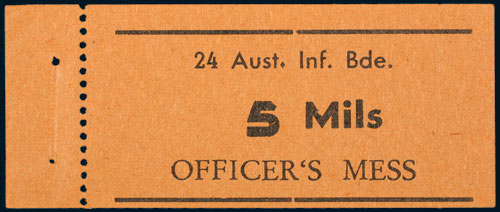 24 Aust. Inf. Bde.
5 Mils
OFFICER'S MESS